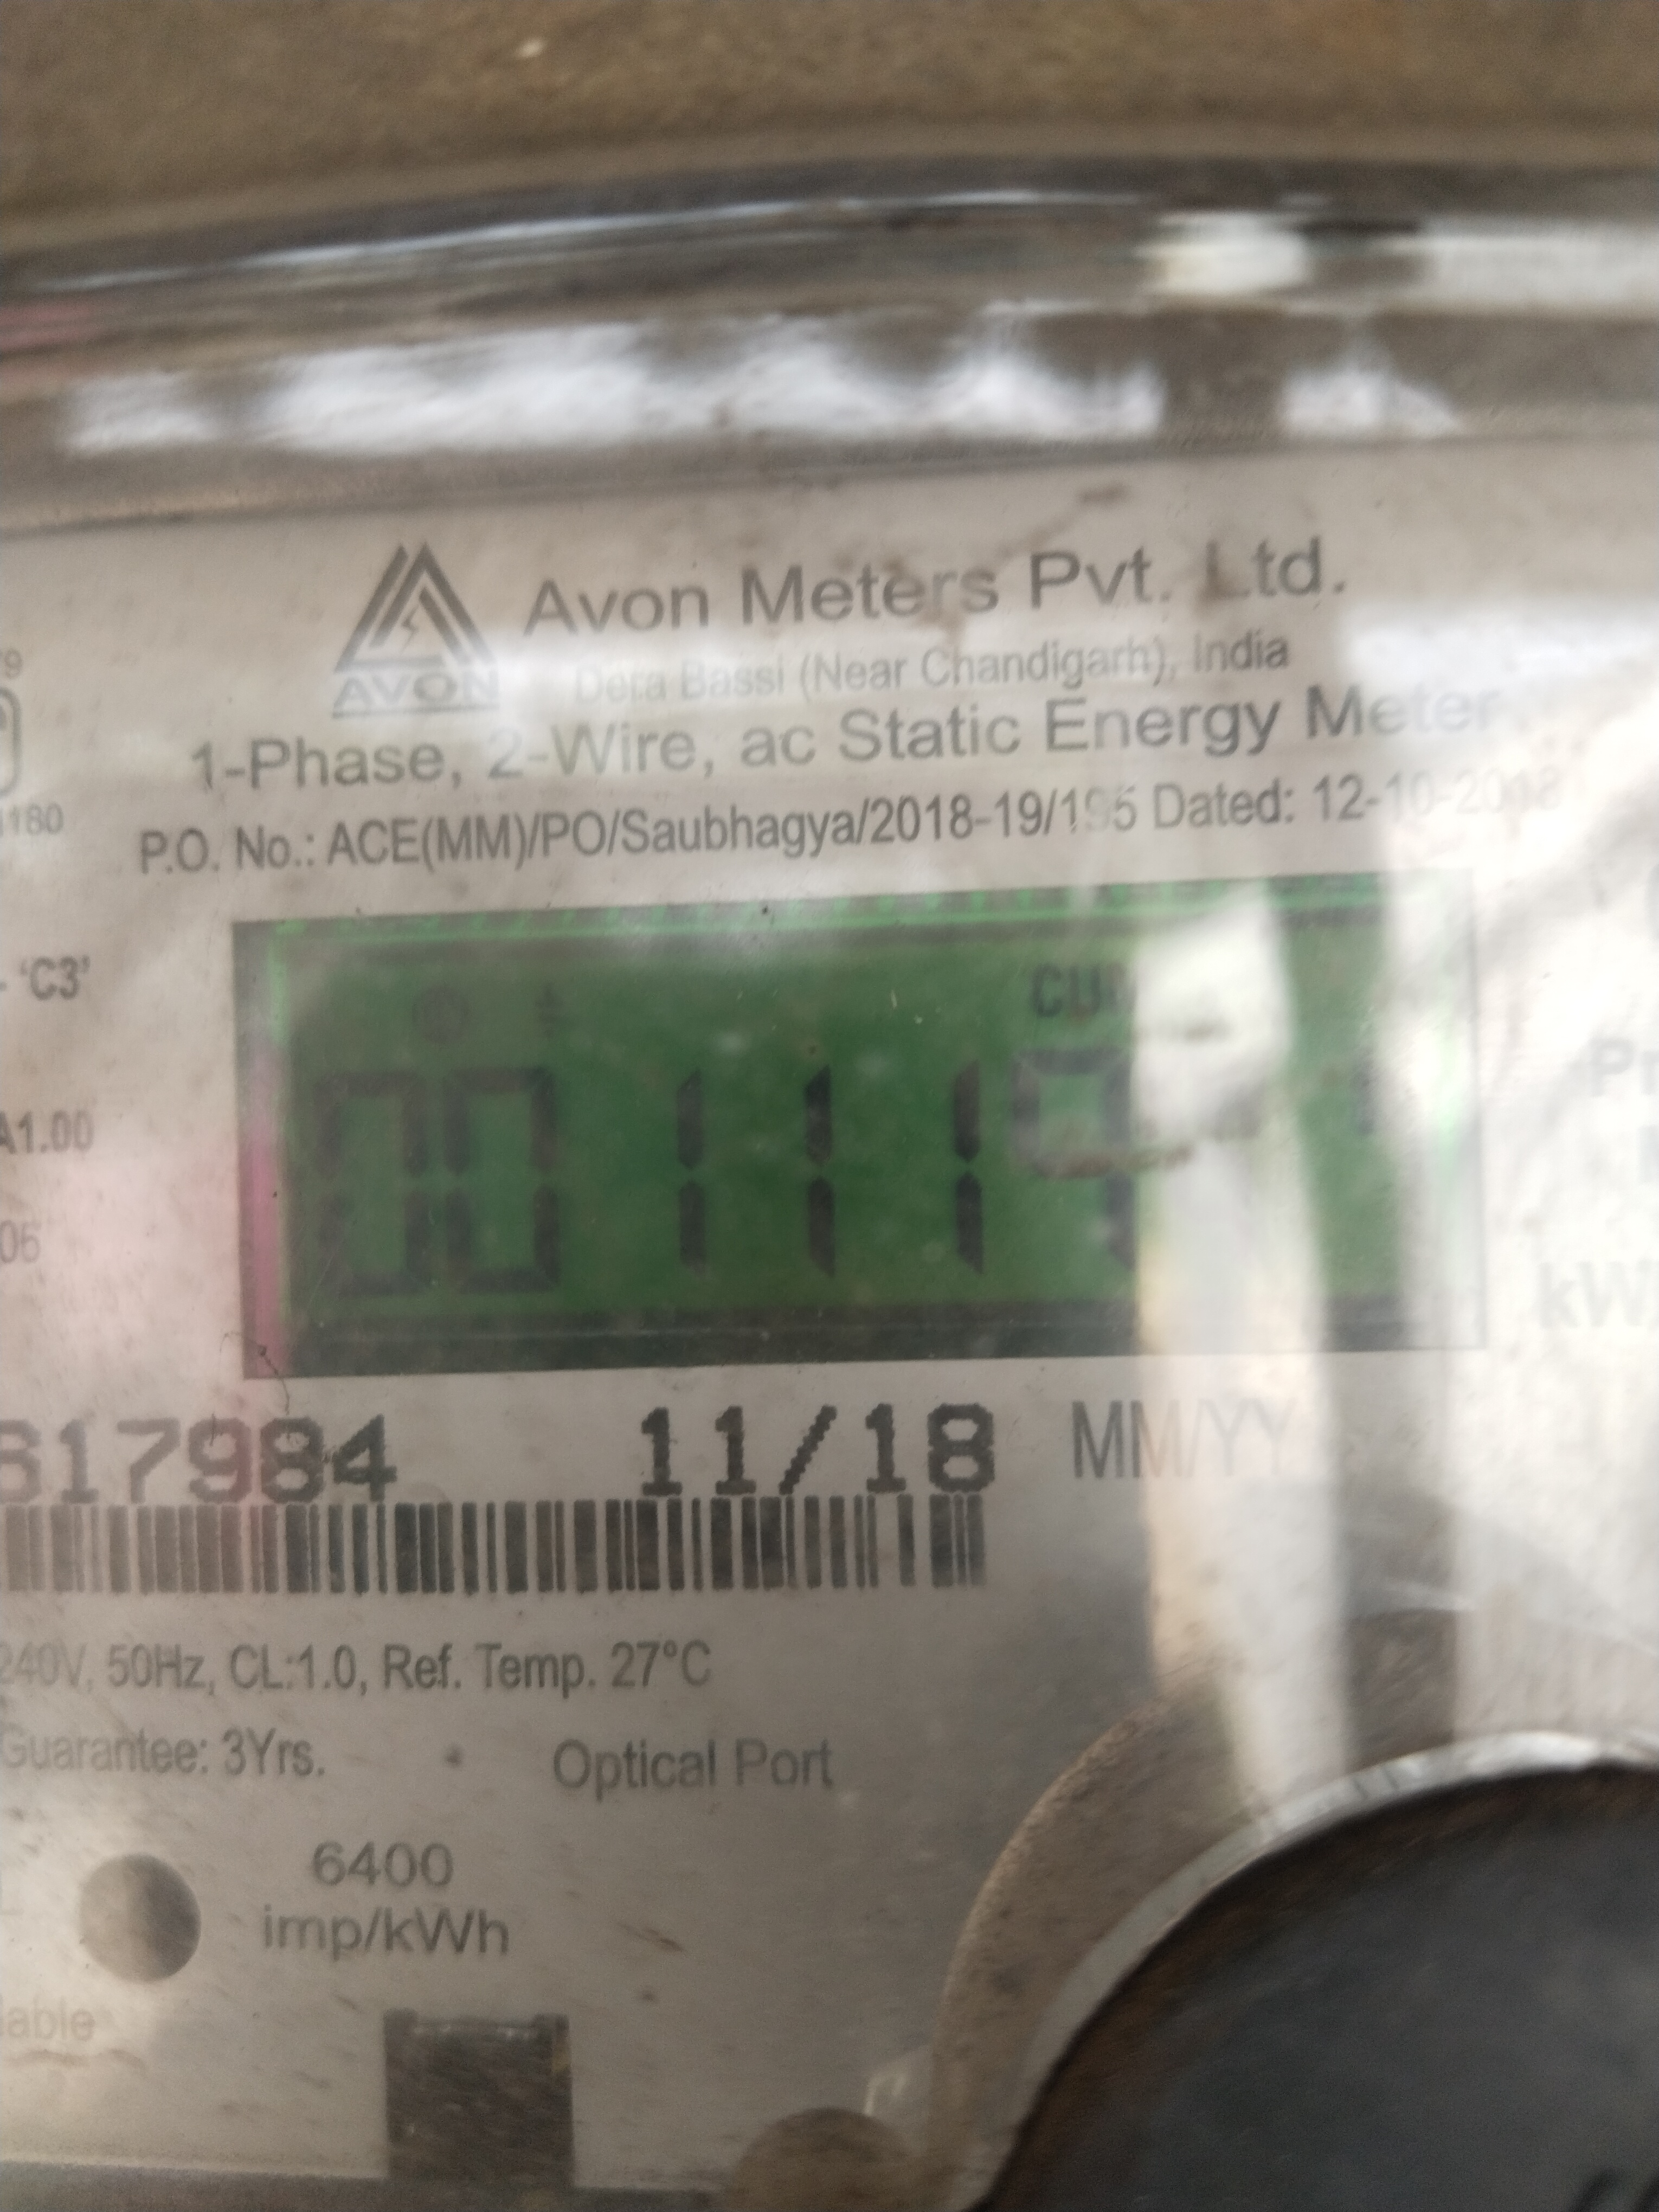 Avon Meters Pvt. Ltd.
AVON
Dera Bassi (Near Chandigarh), India
1-Phase, 2-Wire, ac Static Energy Meter
P.O. No.: ACE(MM)/PO/Saubhagya/2018-19/195 Dated: 12-10-2018
'C3'
A1.00
001119
617984 11/18 MM/YY
240V, 50Hz, CL:1.0, Ref. Temp. 27°C
Guarantee: 3Yrs.
Optical Port
6400
imp/kWh